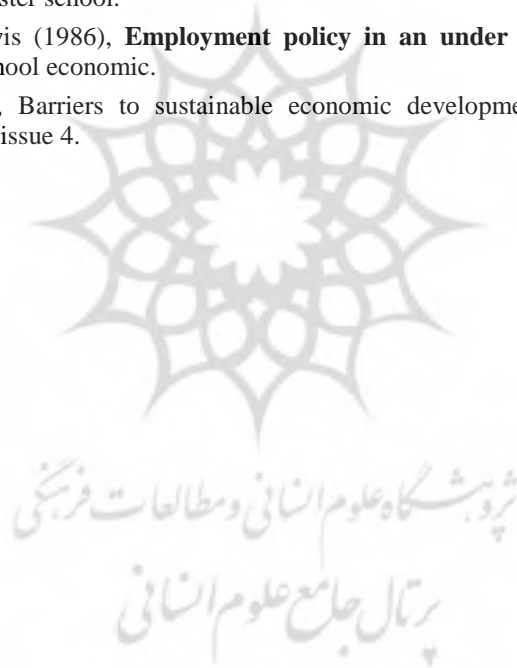 ster school.
vis (1986), Employment policy in an under
hool economic.
, Barriers to sustainable economic developme
issue 4.
پژوهشگاه علوم انسانی و مطالعات فرهنگی
پرتال جامع علوم انسانی